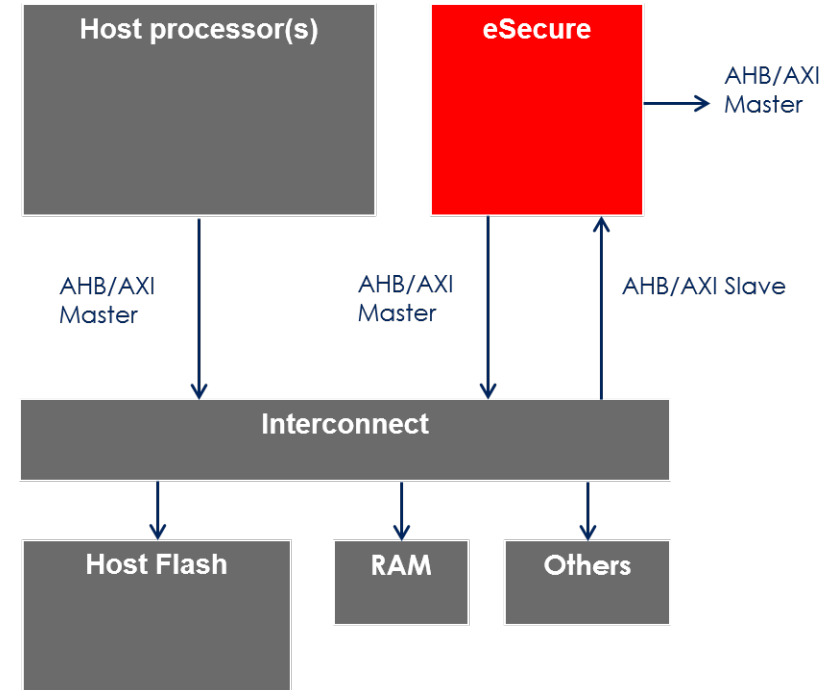 Host processor(s)
eSecure
AHB/AXI
Master
AHB/AXI
Master
AHB/AXI
Master
AHB/AXI Slave
Interconnect
Host Flash
RAM
Others